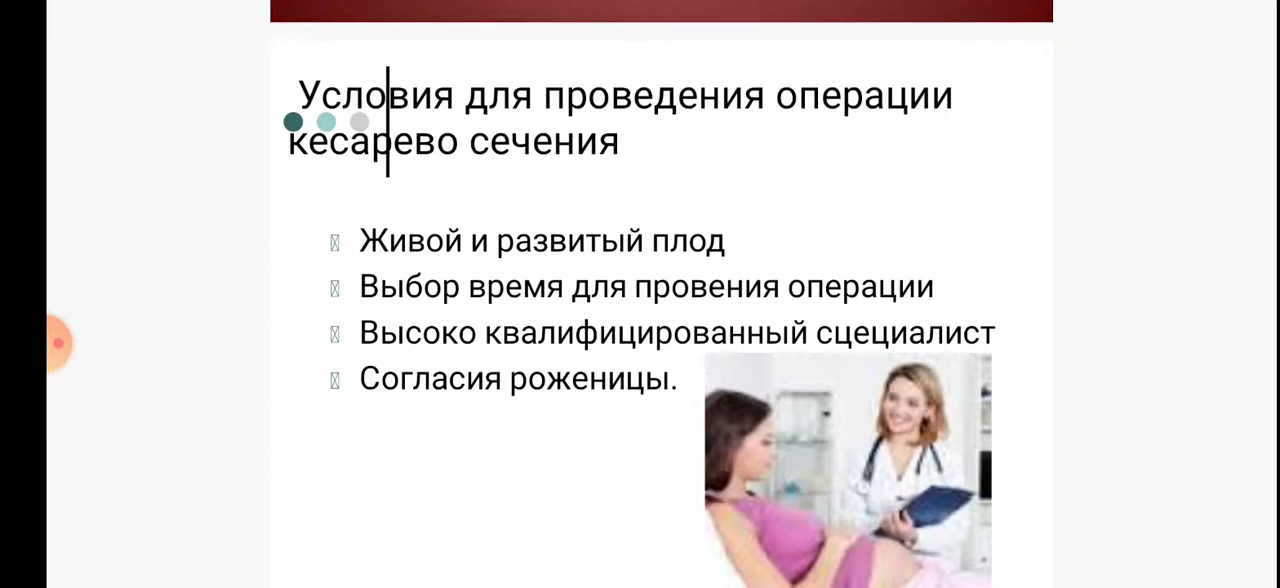 Условия для проведения операции
кесарево сечения
Живой и развитый плод
Выбор время для провения операции
Высоко квалифицированный сцециалист
Согласия роженицы.